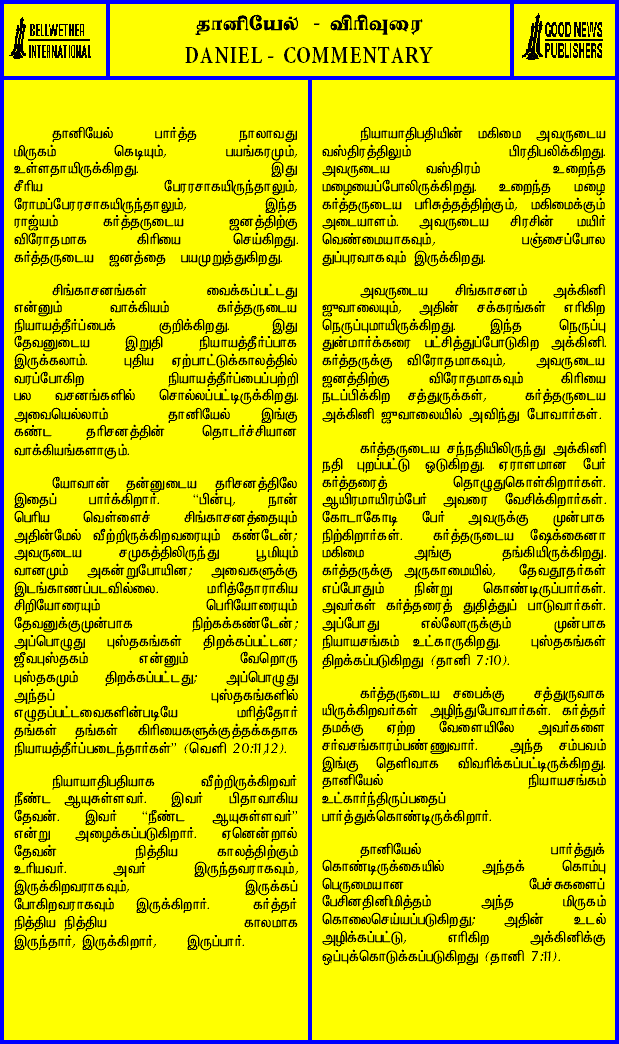 BELLWETHER
INTERNATIONAL
தானியேல் - விரிவுரை
DANIEL - COMMENTARY
GOOD NEWS
PUBLISHERS
தானியேல் பார்த்த நாலாவது
மிருகம் கெடியும், பயங்கரமும்,
உள்ளதாயிருக்கிறது. இது
சீரிய பேரரசாகயிருந்தாலும்,
ரோமப்பேரரசாகயிருந்தாலும், இந்த
ராஜ்யம் கர்த்தருடைய ஜனத்திற்கு
விரோதமாக கிரியை செய்கிறது.
கர்த்தருடைய ஜனத்தை பயமுறுத்துகிறது.
சிங்காசனங்கள் வைக்கப்பட்டது
என்னும் வாக்கியம் கர்த்தருடைய
நியாயத்தீர்ப்பைக் குறிக்கிறது. இது
தேவனுடைய இறுதி நியாயத்தீர்ப்பாக
இருக்கலாம். புதிய ஏற்பாட்டுக்காலத்தில்
வரப்போகிற நியாயத்தீர்ப்பைப்பற்றி
பல வசனங்களில் சொல்லப்பட்டிருக்கிறது.
அவையெல்லாம் தானியேல் இங்கு
கண்ட தரிசனத்தின் தொடர்ச்சியான
வாக்கியங்களாகும்.
யோவான் தன்னுடைய தரிசனத்திலே
இதைப் பார்க்கிறார். "பின்பு, நான்
பெரிய வெள்ளைச் சிங்காசனத்தையும்
அதின்மேல் வீற்றிருக்கிறவரையும் கண்டேன்;
அவருடைய சமுகத்திலிருந்து பூமியும்
வானமும் அகன்றுபோயின; அவைகளுக்கு
இடங்காணப்படவில்லை. மரித்தோராகிய
சிறியோரையும் பெரியோரையும்
தேவனுக்குமுன்பாக நிற்கக்கண்டேன்;
அப்பொழுது புஸ்தகங்கள் திறக்கப்பட்டன;
ஜீவபுஸ்தகம் என்னும் வேறொரு
புஸ்தகமும் திறக்கப்பட்டது; அப்பொழுது
அந்தப் புஸ்தகங்களில்
எழுதப்பட்டவைகளின்படியே மரித்தோர்
தங்கள் தங்கள் கிரியைகளுக்குத்தக்கதாக
நியாயத்தீர்ப்படைந்தார்கள்" (வெளி 20:11,12).
நியாயாதிபதியாக வீற்றிருக்கிறவர்
நீண்ட ஆயுசுள்ளவர். இவர் பிதாவாகிய
தேவன். இவர் "நீண்ட ஆயுசுள்ளவர்"
என்று அழைக்கப்படுகிறார். ஏனென்றால்
தேவன் நித்திய காலத்திற்கும்
உரியவர். அவர் இருந்தவராகவும்,
இருக்கிறவராகவும், இருக்கப்
போகிறவராகவும் இருக்கிறார். கர்த்தர்
நித்திய நித்திய காலமாக
இருந்தார், இருக்கிறார், இருப்பார்.
நியாயாதிபதியின் மகிமை அவருடைய
வஸ்திரத்திலும் பிரதிபலிக்கிறது.
அவருடைய வஸ்திரம் உறைந்த
மழையைப்போலிருக்கிறது. உறைந்த மழை
கர்த்தருடைய பரிசுத்தத்திற்கும், மகிமைக்கும்
அடையாளம். அவருடைய சிரசின் மயிர்
வெண்மையாகவும், பஞ்சைப்போல
துப்புரவாகவும் இருக்கிறது.
அவருடைய சிங்காசனம் அக்கினி
ஜுவாலையும், அதின் சக்கரங்கள் எரிகிற
நெருப்புமாயிருக்கிறது. இந்த நெருப்பு
துன்மார்க்கரை பட்சித்துப்போடுகிற அக்கினி.
கர்த்தருக்கு விரோதமாகவும், அவருடைய
ஜனத்திற்கு விரோதமாகவும் கிரியை
நடப்பிக்கிற சத்துருக்கள், கர்த்தருடைய
அக்கினி ஜுவாலையில் அவிந்து போவார்கள்.
கர்த்தருடைய சந்நதியிலிருந்து அக்கினி
நதி புறப்பட்டு ஓடுகிறது. ஏராளமான பேர்
கர்த்தரைத் தொழுதுகொள்கிறார்கள்.
ஆயிரமாயிரம்பேர் அவரை சேவிக்கிறார்கள்.
கோடாகோடி பேர் அவருக்கு முன்பாக
நிற்கிறார்கள். கர்த்தருடைய ஷேக்கைனா
மகிமை அங்கு தங்கியிருக்கிறது.
கர்த்தருக்கு அருகாமையில், தேவதூதர்கள்
எப்போதும் நின்று கொண்டிருப்பார்கள்.
அவர்கள் கர்த்தரைத் துதித்துப் பாடுவார்கள்.
அப்போது எல்லோருக்கும் முன்பாக
நியாயசங்கம் உட்காருகிறது. புஸ்தகங்கள்
திறக்கப்படுகிறது (தானி 7:10).
கர்த்தருடைய சபைக்கு சத்துருவாக
யிருக்கிறவர்கள் அழிந்துபோவார்கள். கர்த்தர்
தமக்கு ஏற்ற வேளையிலே அவர்களை
சர்வசங்காரம்பண்ணுவார். அந்த சம்பவம்
இங்கு தெளிவாக விவரிக்கப்பட்டிருக்கிறது.
தானியேல் நியாயசங்கம்
உட்கார்ந்திருப்பதைப்
பார்த்துக்கொண்டிருக்கிறார்.
தானியேல் பார்த்துக்
கொண்டிருக்கையில் அந்தக் கொம்பு
பெருமையான பேச்சுகளைப்
பேசினதினிமித்தம் அந்த மிருகம்
கொலைசெய்யப்படுகிறது; அதின் உடல்
அழிக்கப்பட்டு, எரிகிற அக்கினிக்கு
ஒப்புக்கொடுக்கப்படுகிறது (தானி 7:11).